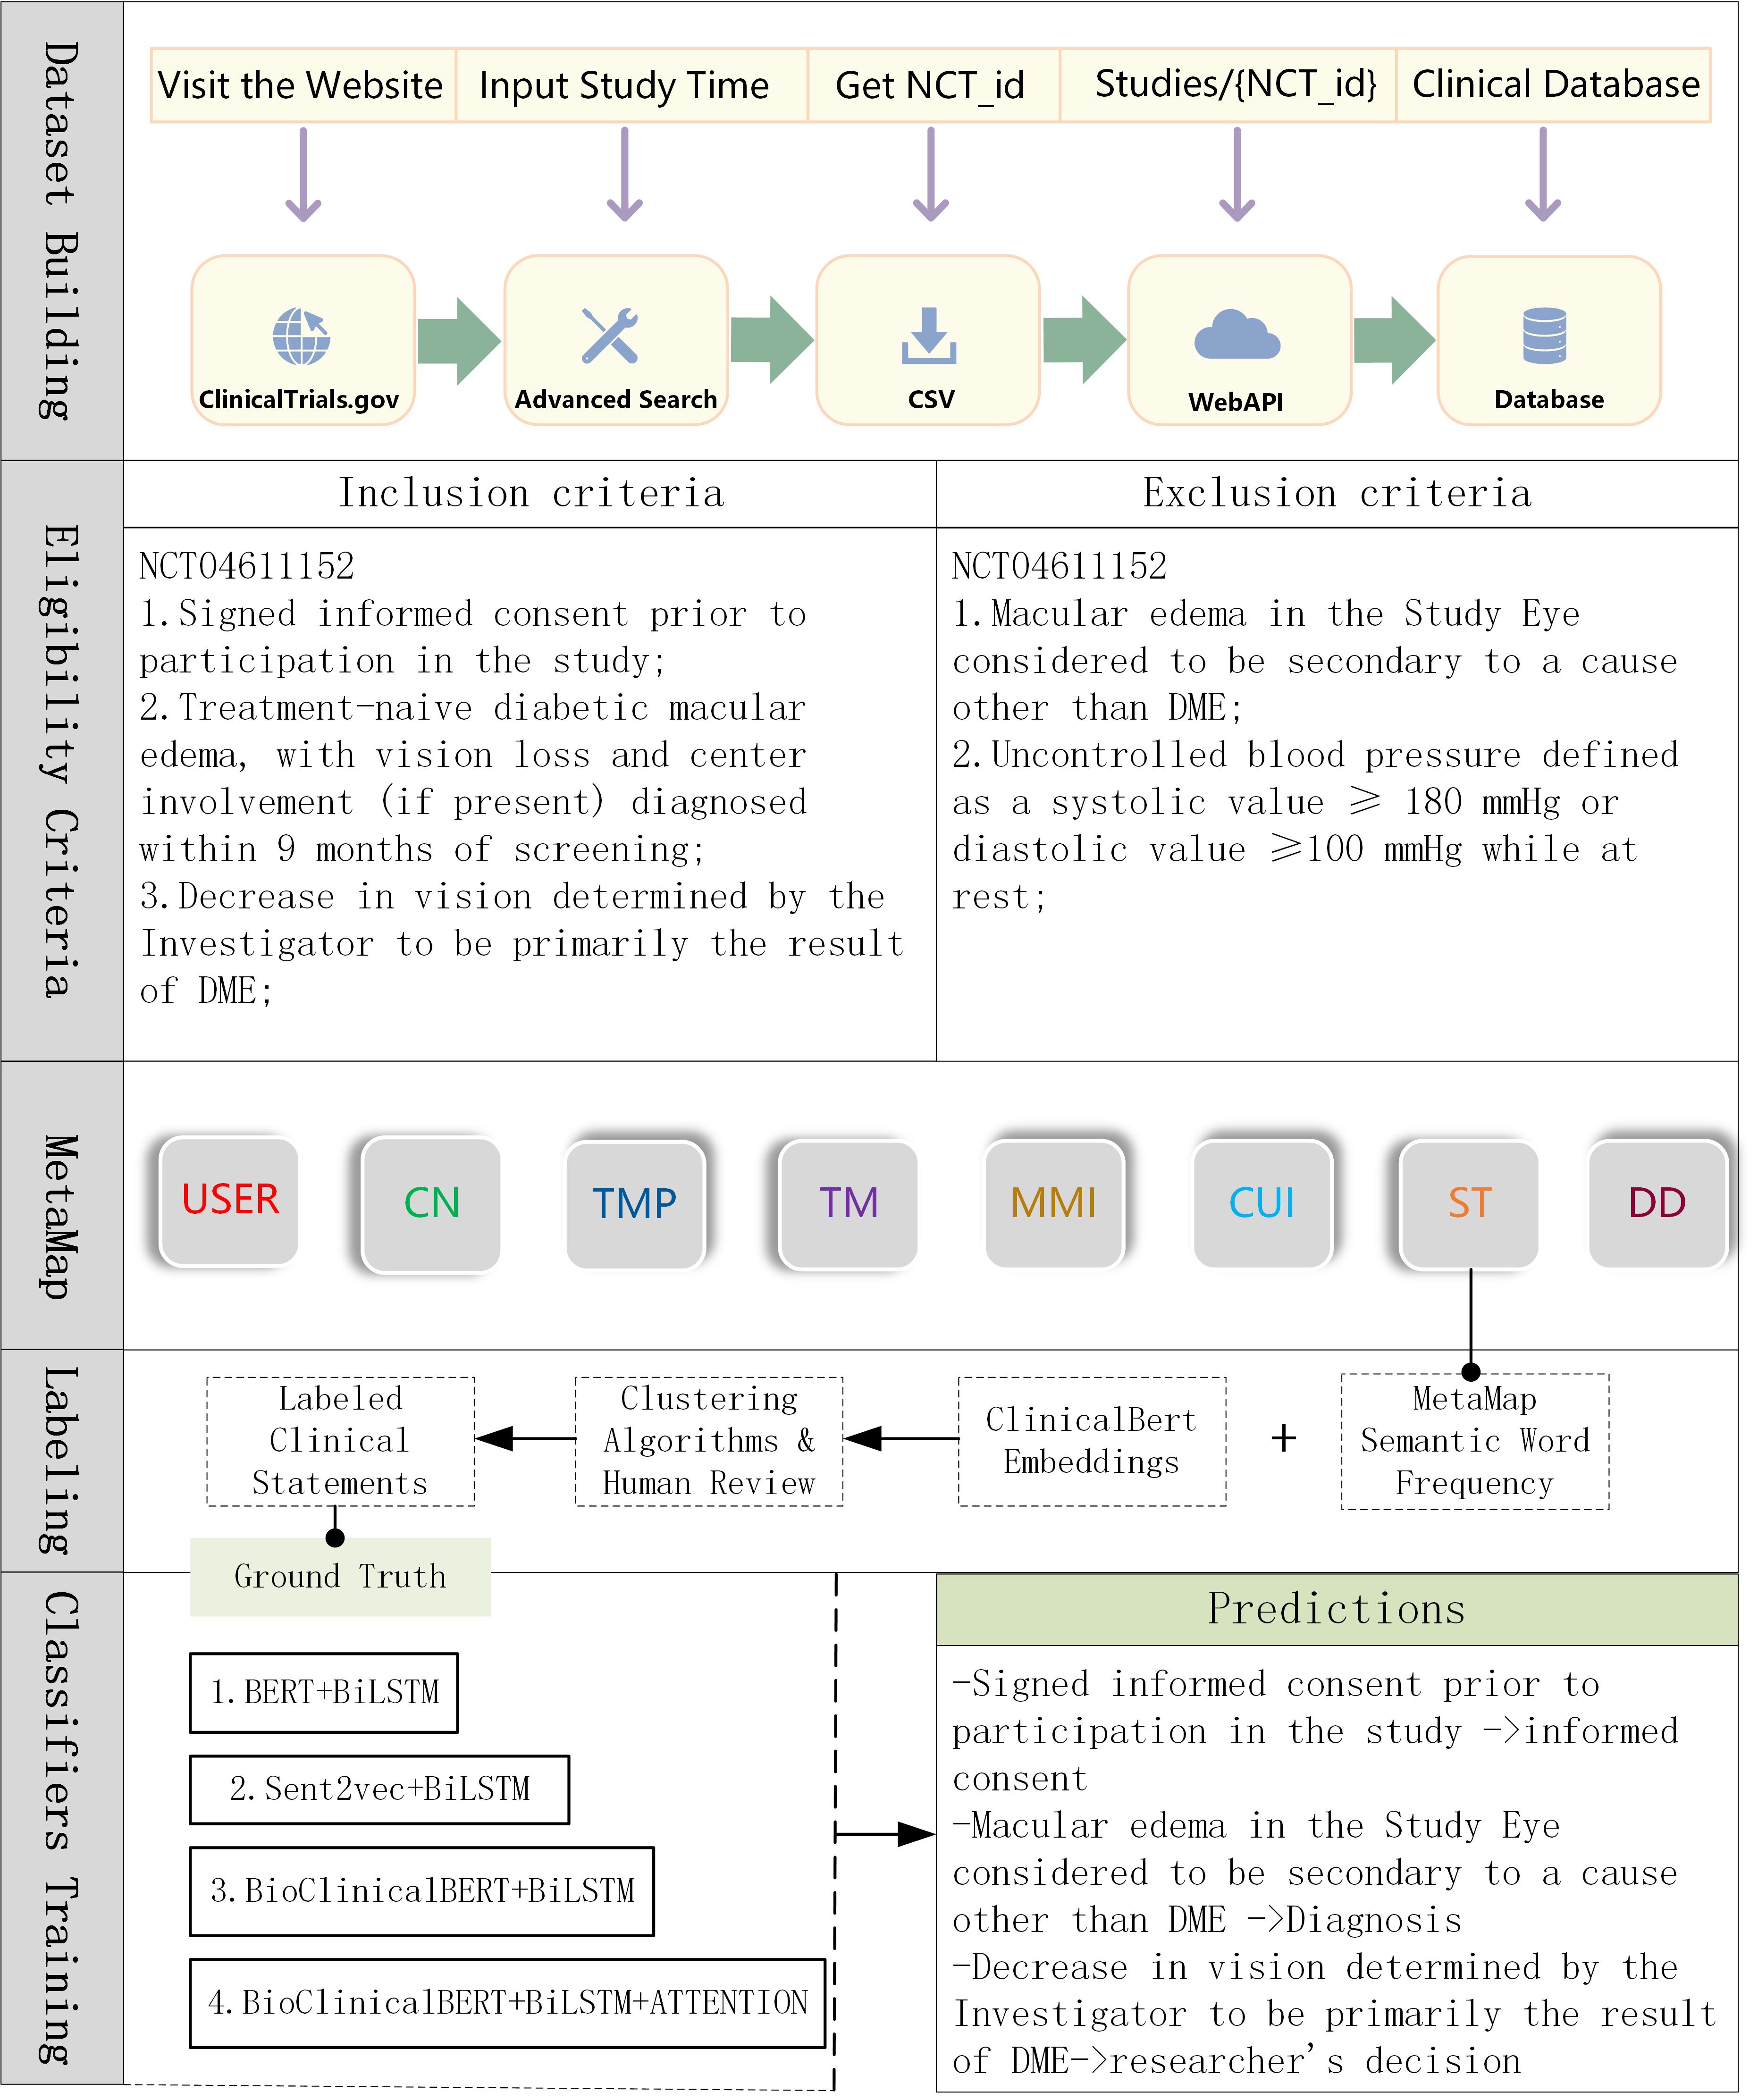 Dataset Building
Visit the Website
Input Study Time
Get NCT_id
Studies/{NCT_id}
Clinical Database
ClinicalTrials.gov
Advanced Search
CSV
WebAPI
Database
Eligibility Criteria
Inclusion criteria
NCT04611152
1.Signed informed consent prior to
participation in the study;
2.Treatment-naive diabetic macular
edema, with vision loss and center
involvement (if present) diagnosed
within 9 months of screening;
3.Decrease in vision determined by the
Investigator to be primarily the result
of DME;
Exclusion criteria
NCT04611152
1.Macular edema in the Study Eye
considered to be secondary to a cause
other than DME;
2.Uncontrolled blood pressure defined
as a systolic value ≥ 180 mmHg or
diastolic value ≥100 mmHg while at
rest;
MetaMap
USER
CN
TMP
TM
MMI
CUI
ST
DD
Labeling
Labeled
Clinical
Statements
Clustering
Algorithms &
Human Review
ClinicalBert
Embeddings
+
MetaMap
Semantic Word
Frequency
Ground Truth
Classifiers Training
1.BERT+BiLSTM
2.Sent2vec+BiLSTM
3.BioClinicalBERT+BiLSTM
4.BioClinicalBERT+BiLSTM+ATTENTION
Predictions
-Signed informed consent prior to
participation in the study ->informed
consent
-Macular edema in the Study Eye
considered to be secondary to a cause
other than DME ->Diagnosis
-Decrease in vision determined by the
Investigator to be primarily the result
of DME->researcher's decision